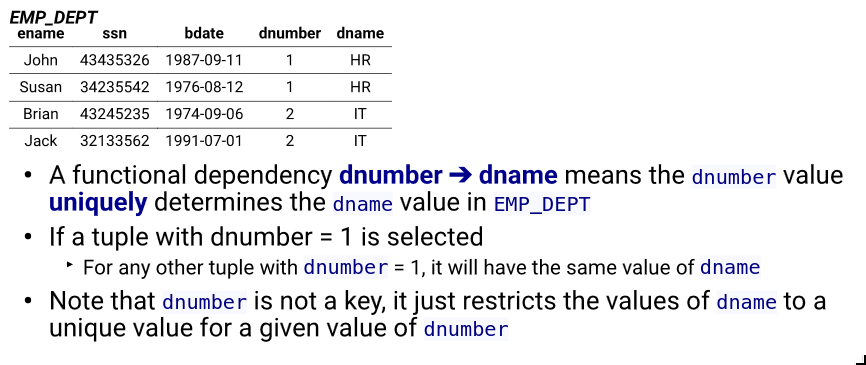 EMP_DEPT
ename ssn bdate dnumber dname
John 43435326 1987-09-11 1 HR
Susan 34235542 1976-08-12 1 HR
Brian 43245235 1974-09-06 2 IT
Jack 32133562 1991-07-01 2 IT
• A functional dependency dnumber ➔ dname means the dnumber value
uniquely determines the dname value in EMP_DEPT
• If a tuple with dnumber = 1 is selected
‣ For any other tuple with dnumber = 1, it will have the same value of dname
• Note that dnumber is not a key, it just restricts the values of dname to a
unique value for a given value of dnumber